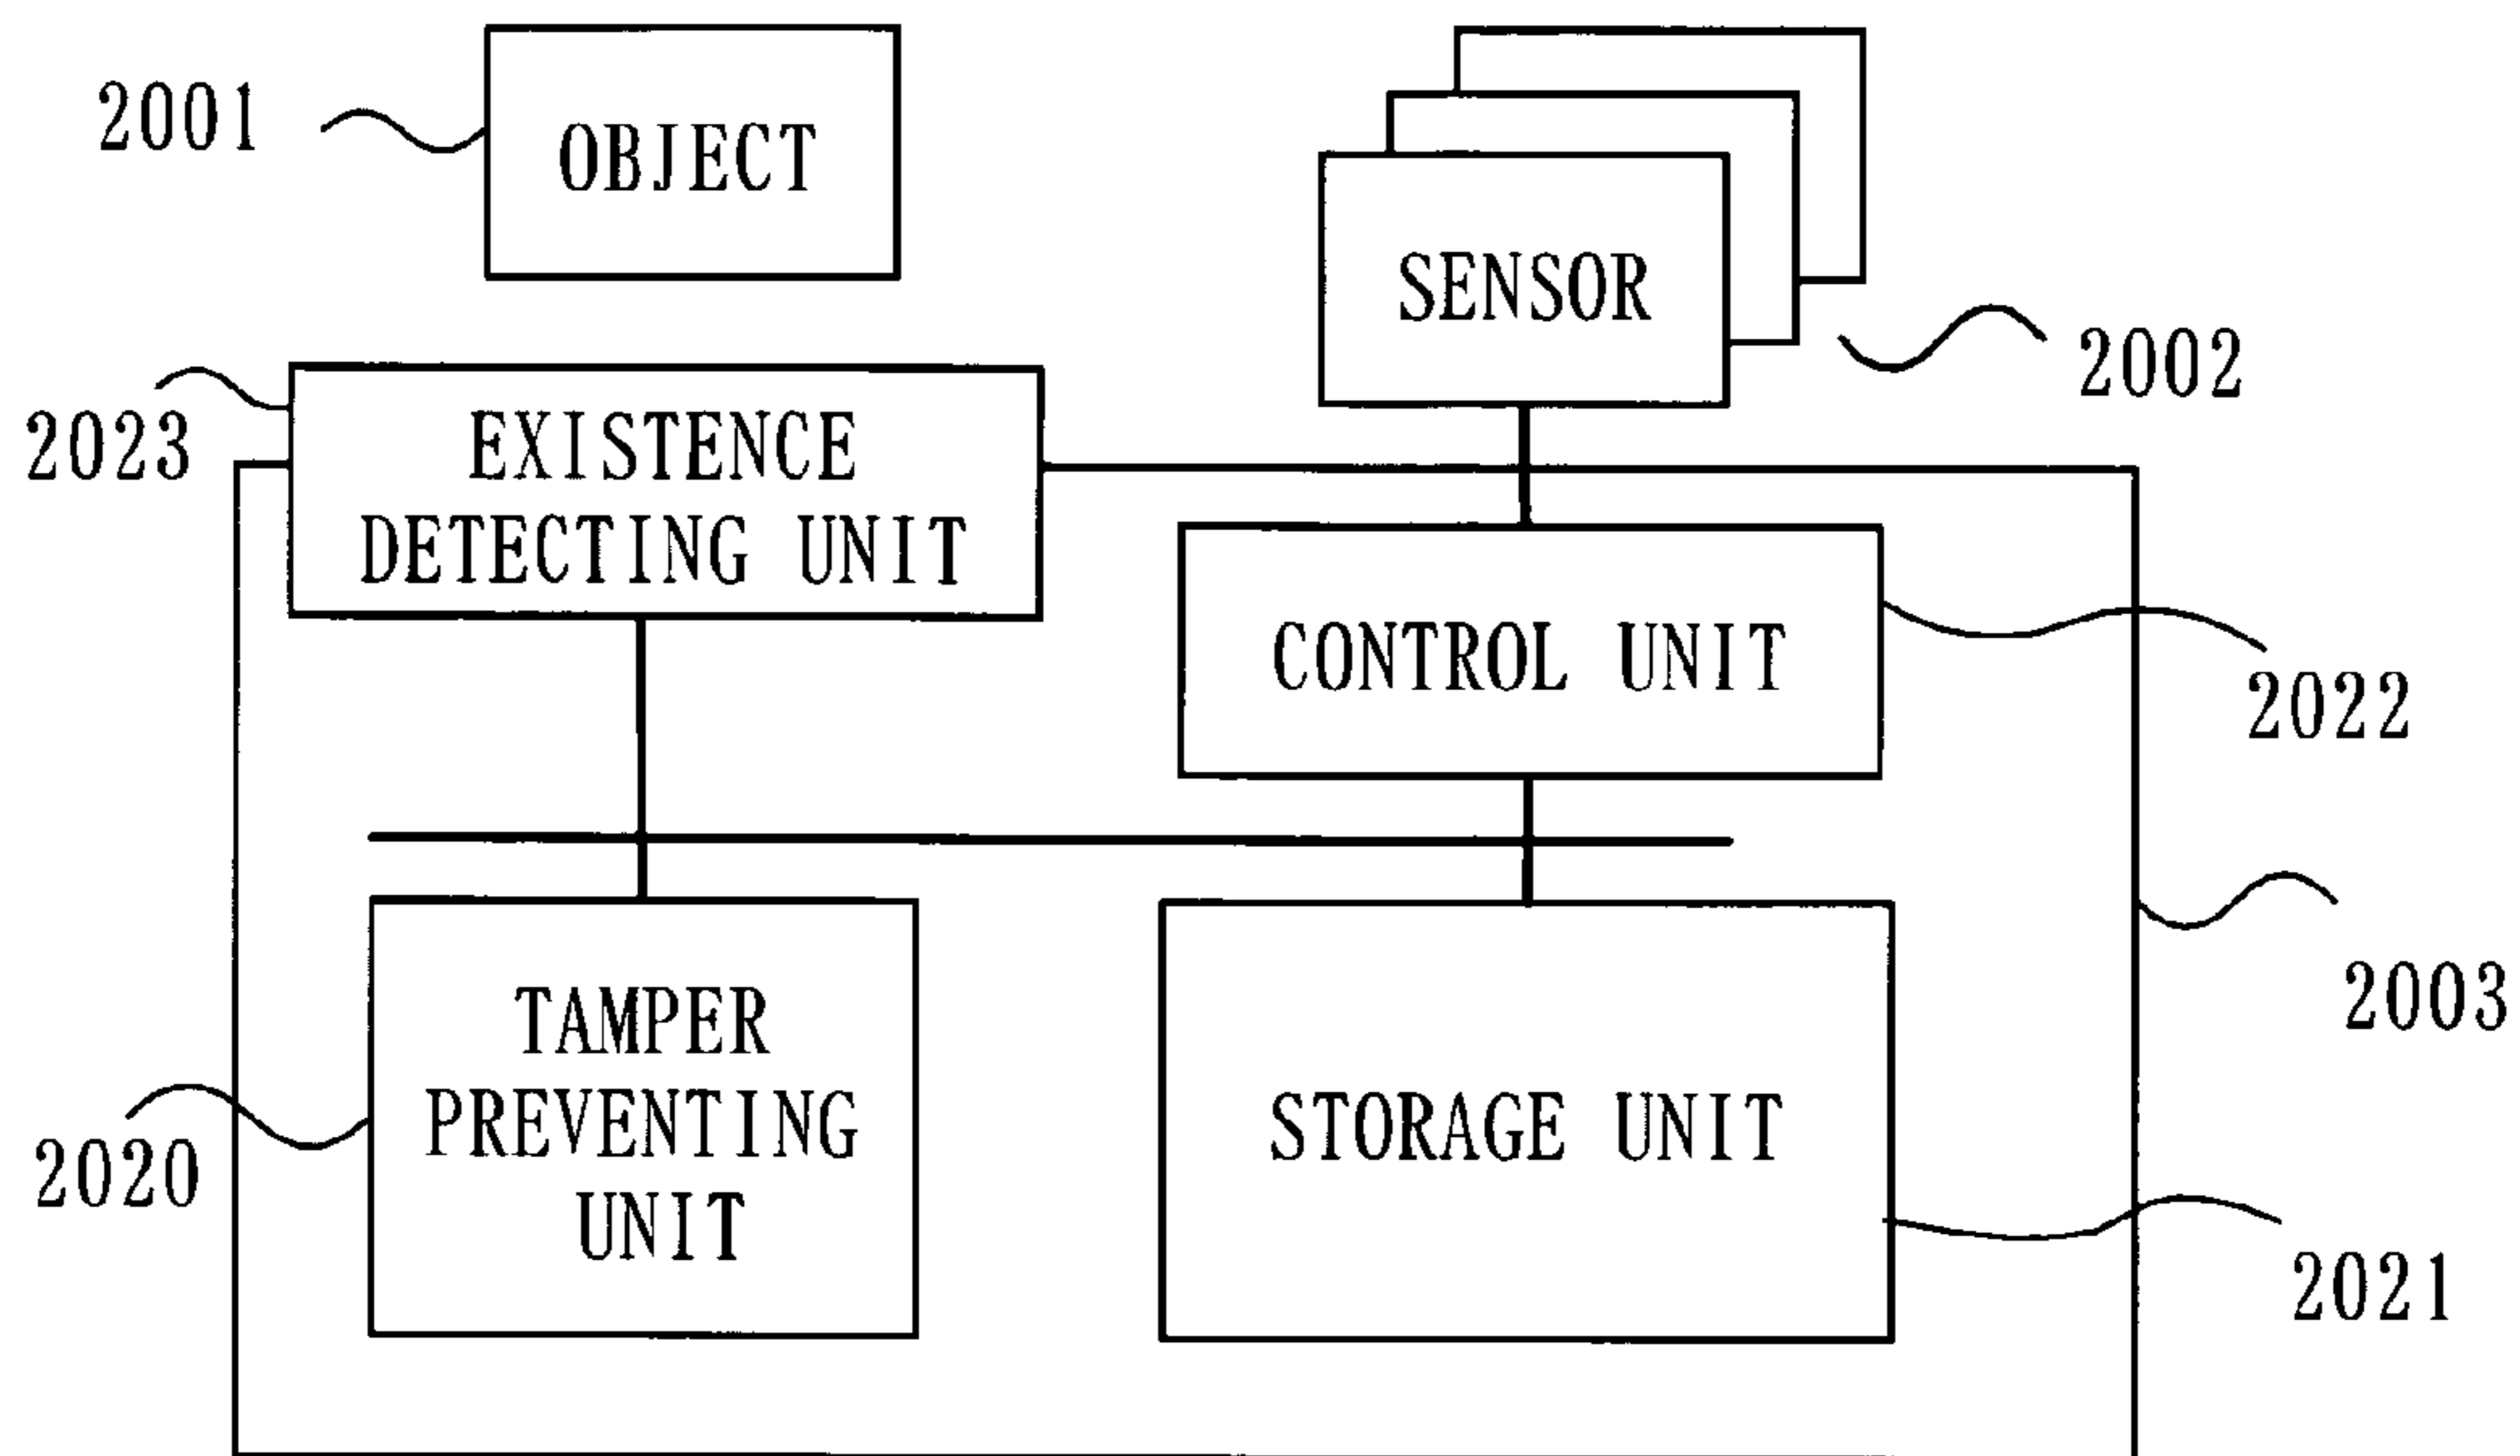 2001
OBJECT
SENSOR
2002
2023
EXISTENCE
DETECTING UNIT
CONTROL UNIT
2022
2003
TAMPER
PREVENTING
UNIT
2020
STORAGE UNIT
2021